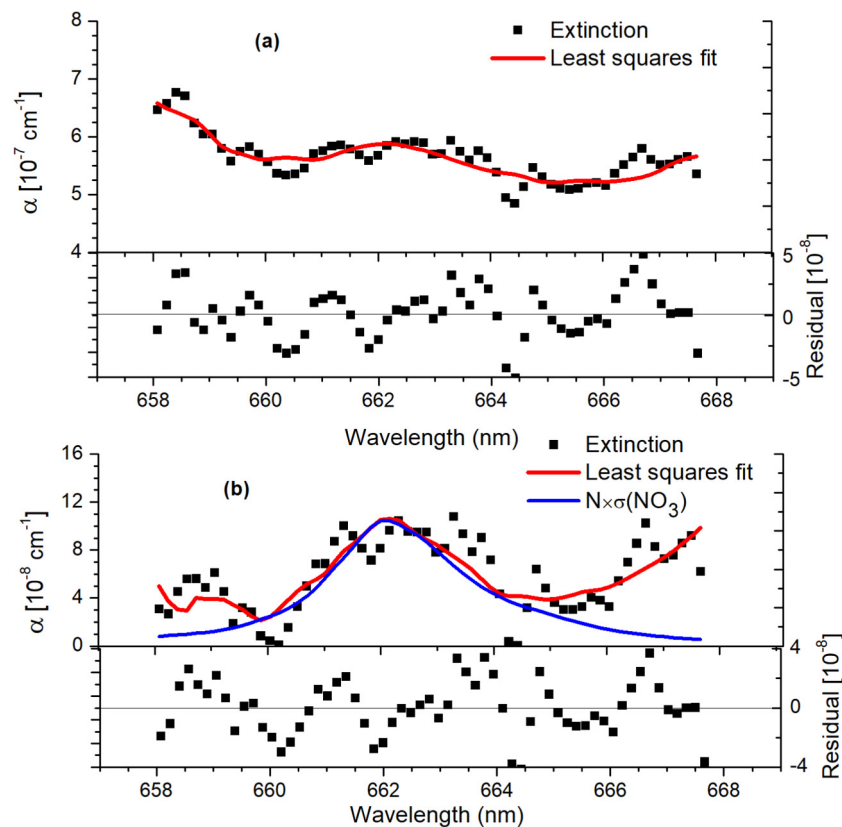 8
(a)
Extinction
Least squares fit
7
6
5
4
α [10⁻⁷ cm⁻¹]
5
0
-5
Residual [10⁻⁸]
658 660 662 664 666 668
Wavelength (nm)
16
(b)
Extinction
Least squares fit
N×σ(NO₃)
12
8
4
0
α [10⁻⁸ cm⁻¹]
4
0
-4
Residual [10⁻⁸]
658 660 662 664 666 668
Wavelength (nm)